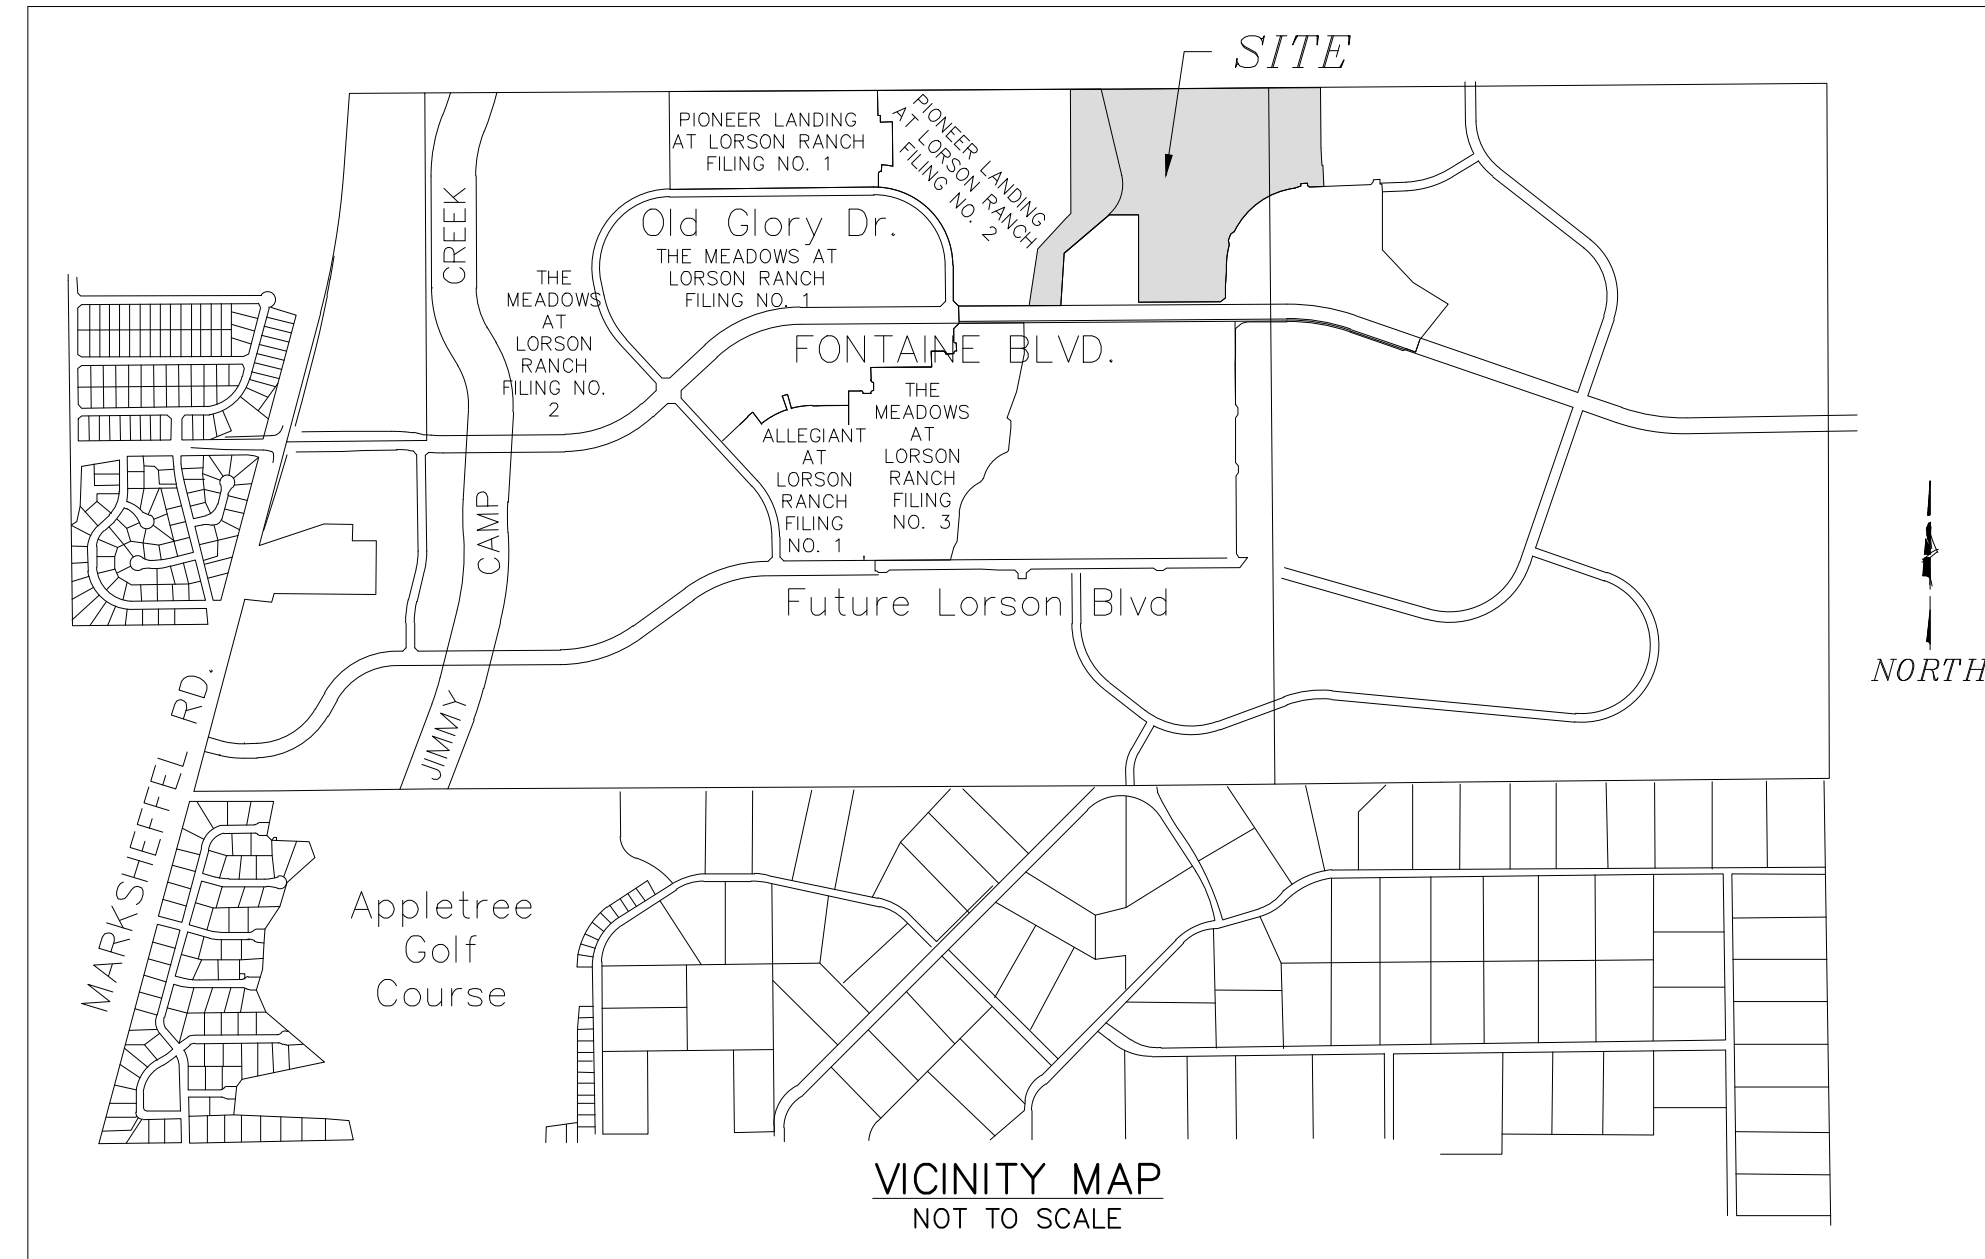 SITE
PIONEER LANDING
AT LORSON RANCH
FILING NO. 1
PIONEER LANDING
AT LORSON RANCH
FILING NO. 2
CREEK
Old Glory Dr.
THE MEADOWS AT
LORSON RANCH
FILING NO. 1
THE
MEADOWS
AT
LORSON
RANCH
FILING NO.
2
FONTAINE BLVD.
THE
MEADOWS
AT
LORSON
RANCH
FILING
NO. 3
ALLEGIANT
AT
LORSON
RANCH
FILING
NO. 1
CAMP
Future Lorson Blvd
JIMMY
NORTH
MARKSHEFFEL RD.
Appletree
Golf
Course
VICINITY MAP
NOT TO SCALE